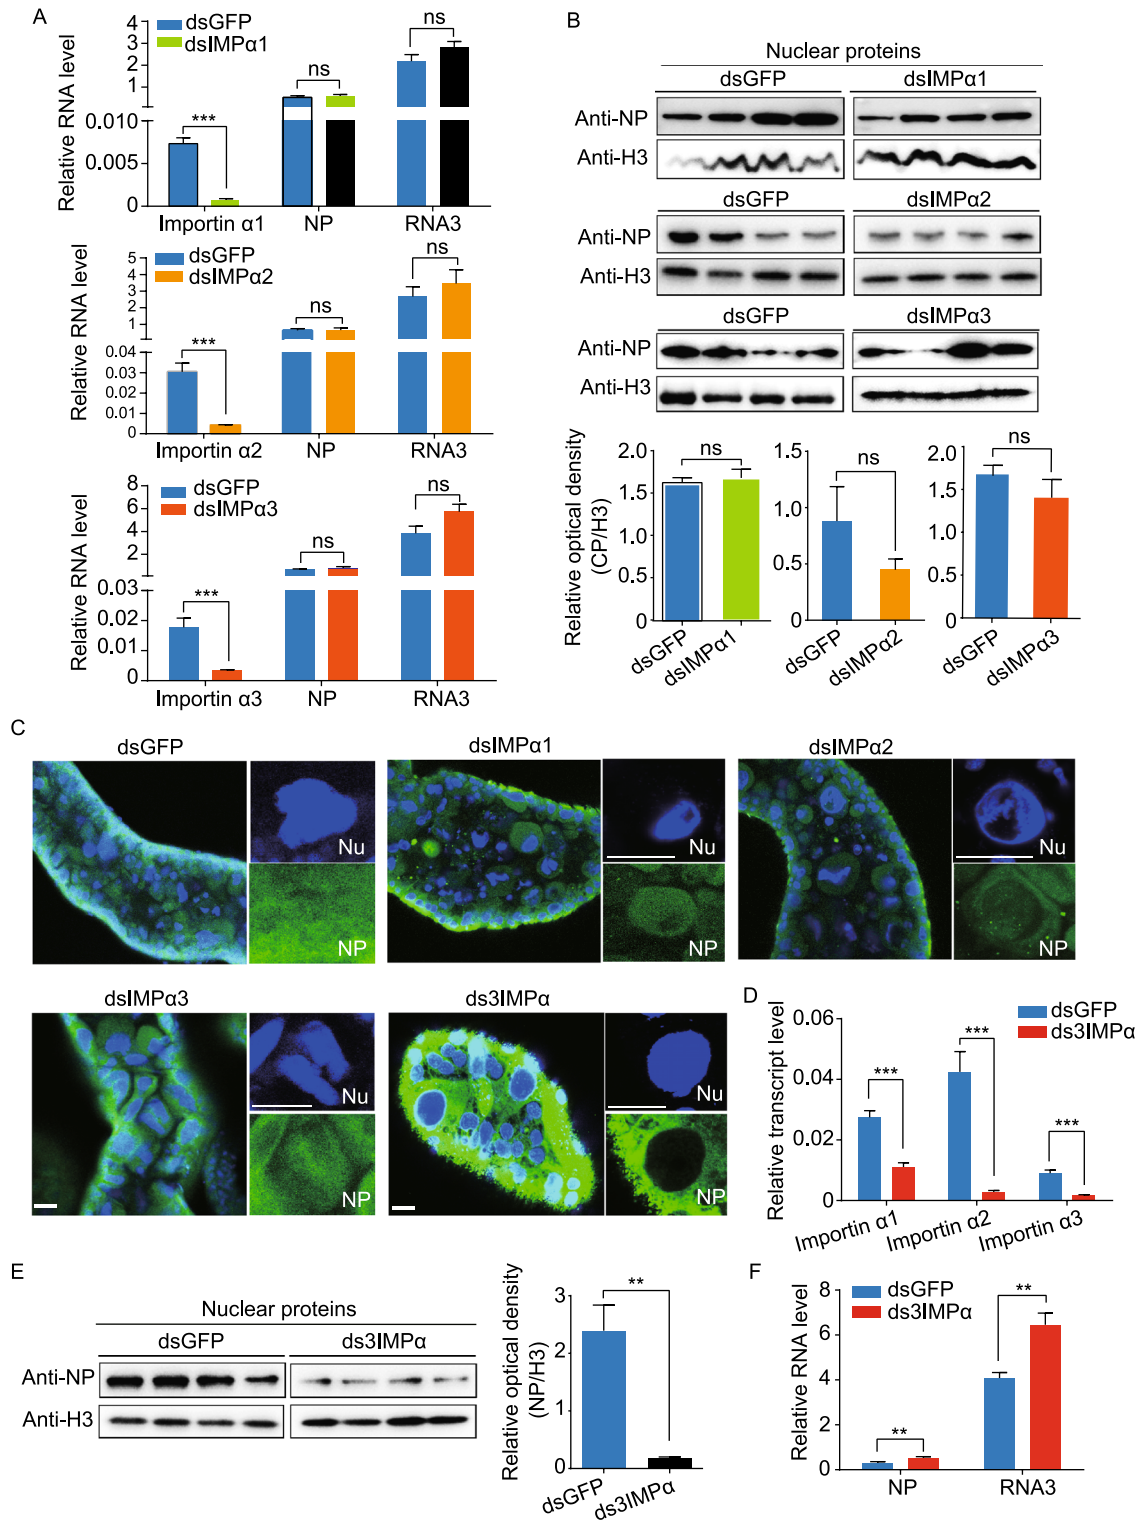 A
dsGFP
dsIMPα1
Relative RNA level
4
3
2
1
0.010
0.005
0
***
ns
ns
Importin α1
NP
RNA3
dsGFP
dsIMPα2
Relative RNA level
5
4
3
2
1
0.04
0.03
0.02
0.01
0
***
ns
ns
Importin α2
NP
RNA3
dsGFP
dsIMPα3
Relative RNA level
8
6
4
2
0.03
0.02
0.01
0
***
ns
ns
Importin α3
NP
RNA3
B
Nuclear proteins
dsGFP
dsIMPα1
Anti-NP
Anti-H3
dsGFP
dsIMPα2
Anti-NP
Anti-H3
dsGFP
dsIMPα3
Anti-NP
Anti-H3
Relative optical density
(CP/H3)
2.0
1.5
1.0
0.5
0
ns
dsGFP
dsIMPα1
1.5
1.0
0.5
0
ns
dsGFP
dsIMPα2
2.0
1.5
1.0
0.5
0
ns
dsGFP
dsIMPα3
C
dsGFP
dsIMPα1
dsIMPα2
Nu
NP
Nu
NP
Nu
NP
dsIMPα3
ds3IMPα
Nu
NP
Nu
NP
D
dsGFP
ds3IMPα
Relative transcript level
0.06
0.04
0.02
0
***
***
***
Importin α1
Importin α2
Importin α3
E
Nuclear proteins
dsGFP
ds3IMPα
Anti-NP
Anti-H3
Relative optical density
(NP/H3)
3
2
1
0
**
dsGFP
ds3IMPα
F
dsGFP
ds3IMPα
Relative RNA level
8
6
4
2
0
**
**
NP
RNA3